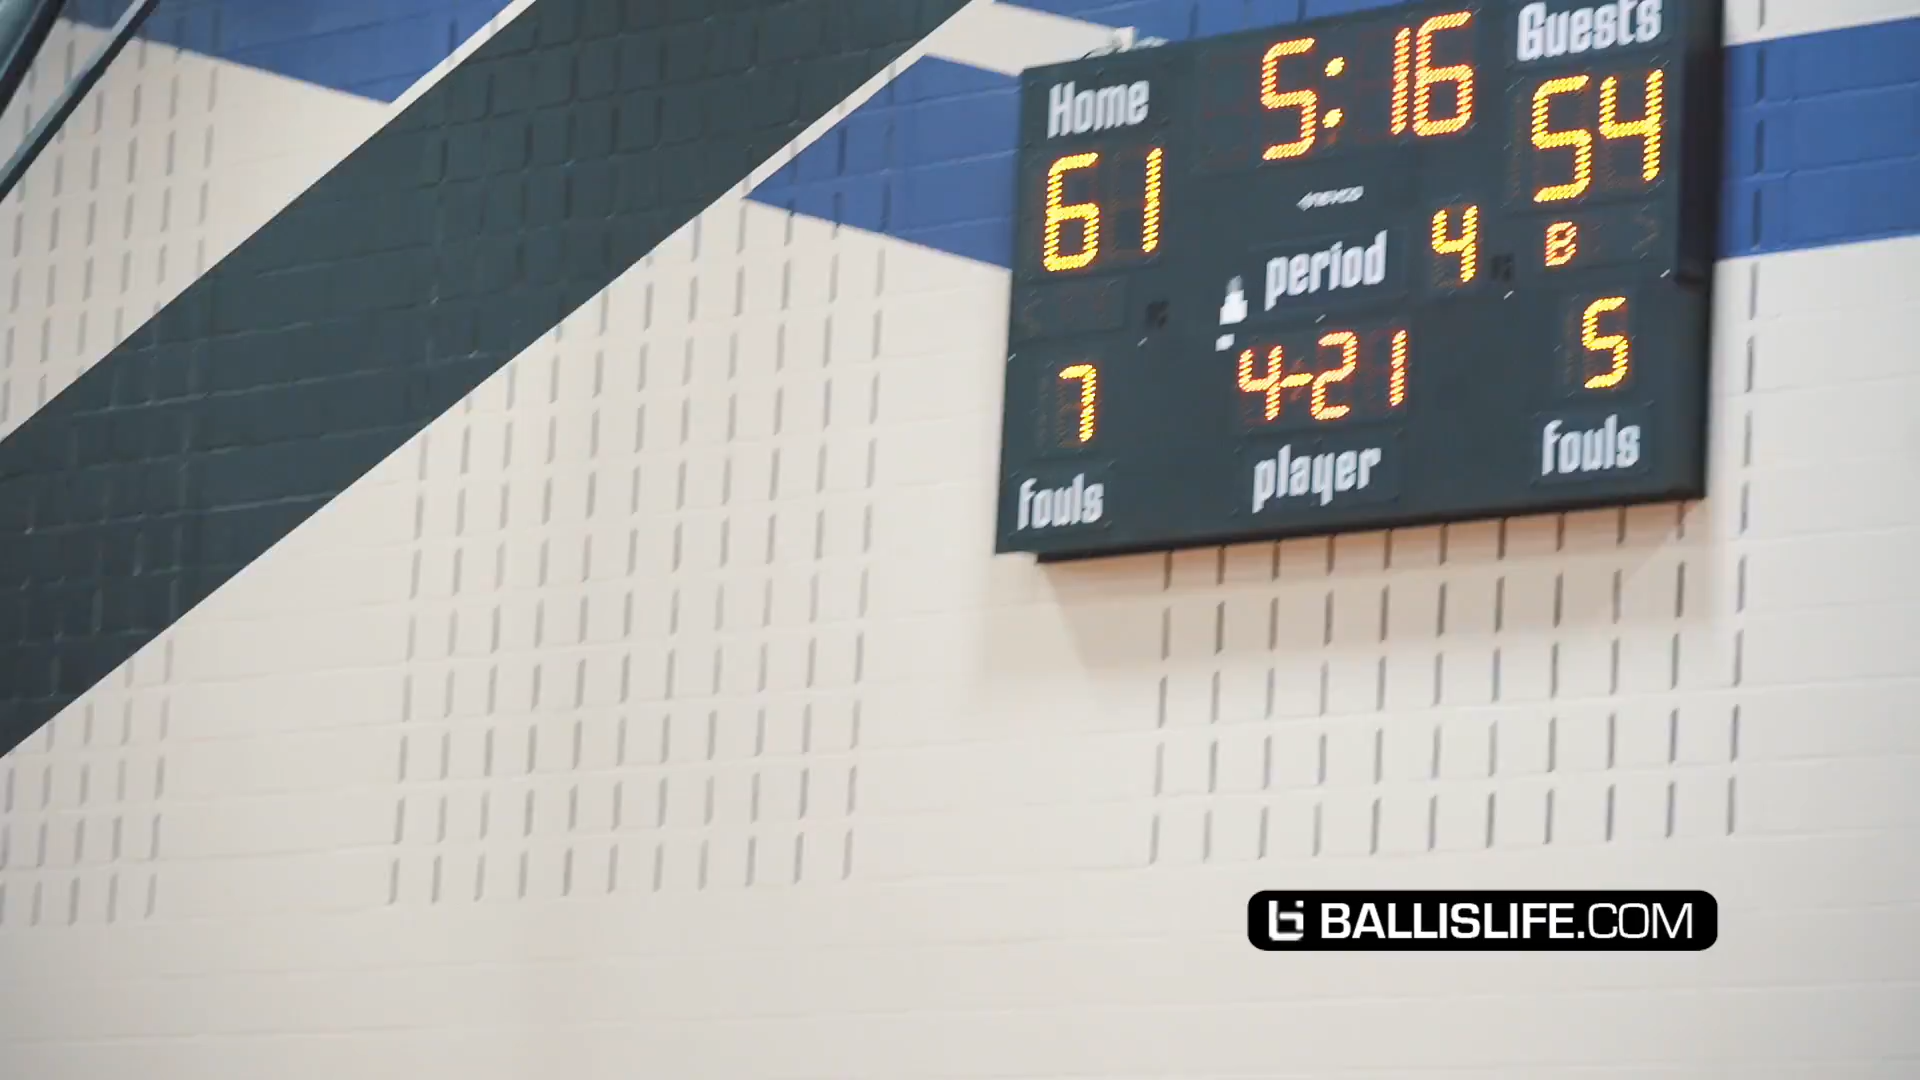 Home
5:16
Guests
61
54
period
4
B
7
4-21
5
fouls
player
fouls
BALLISLIFE.COM